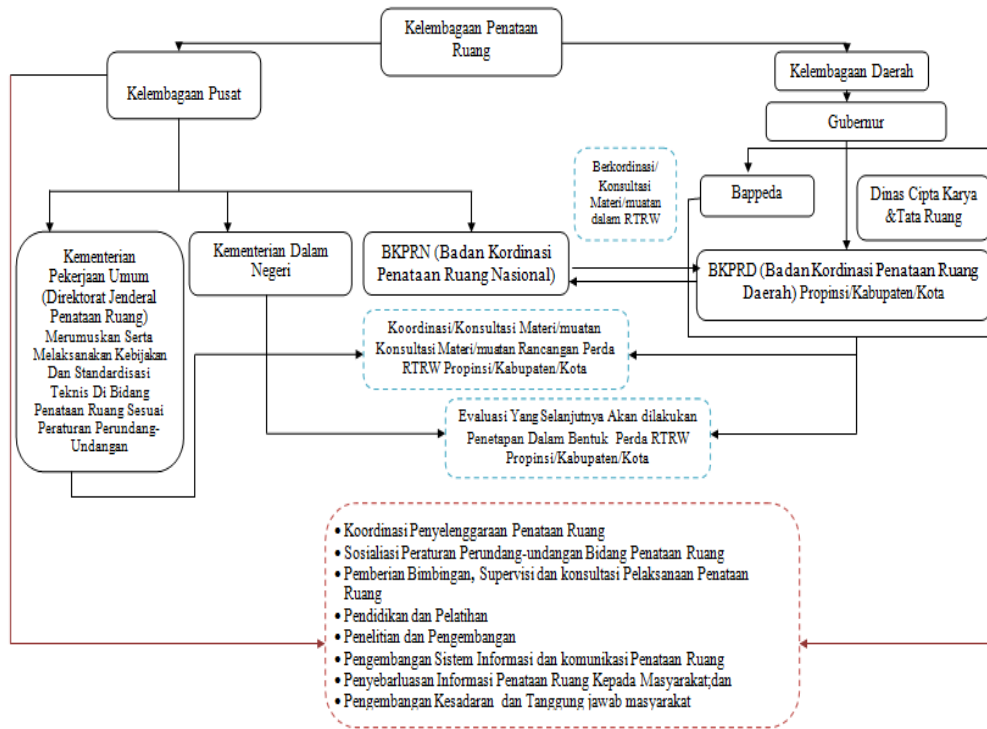 Kelembagaan Penataan
Ruang
Kelembagaan Pusat
Kelembagaan Daerah
Gubernur
Berkordinasi/
Konsultasi
Materi/muatan
dalam RTRW
Bappeda
Dinas Cipta Karya
&Tata Ruang
Kementerian
Pekerjaan Umum
(Direktorat Jenderal
Penataan Ruang)
Merumuskan Serta
Melaksanakan Kebijakan
Dan Standardisasi
Teknis Di Bidang
Penataan Ruang Sesuai
Peraturan Perundang-
Undangan
Kementerian Dalam
Negeri
BKPRN (Badan Kordinasi
Penataan Ruang Nasional)
BKPRD (Badan Kordinasi Penataan Ruang
Daerah) Propinsi/Kabupaten/Kota
Koordinasi/Konsultasi Materi/muatan
Konsultasi Materi/muatan Rancangan Perda
RTRW Propinsi/Kabupaten/Kota
Evaluasi Yang Selanjutnya Akan dilakukan
Penetapan Dalam Bentuk Perda RTRW
Propinsi/Kabupaten/Kota
• Koordinasi Penyelenggaraan Penataan Ruang
• Sosialiasi Peraturan Perundang-undangan Bidang Penataan Ruang
• Pemberian Bimbingan, Supervisi dan konsultasi Pelaksanaan Penataan
Ruang
• Pendidikan dan Pelatihan
• Penelitian dan Pengembangan
• Pengembangan Sistem Informasi dan komunikasi Penataan Ruang
• Penyebarluasan Informasi Penataan Ruang Kepada Masyarakat;dan
• Pengembangan Kesadaran dan Tanggung jawab masyarakat